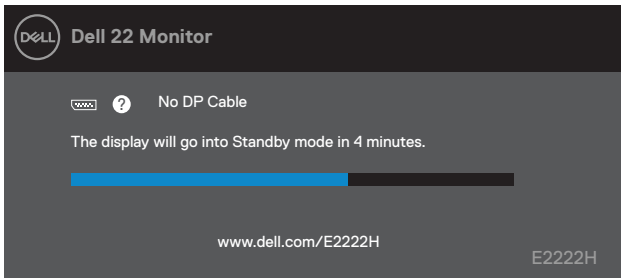 DELL Dell 22 Monitor
? No DP Cable
The display will go into Standby mode in 4 minutes.
www.dell.com/E2222H
E2222H